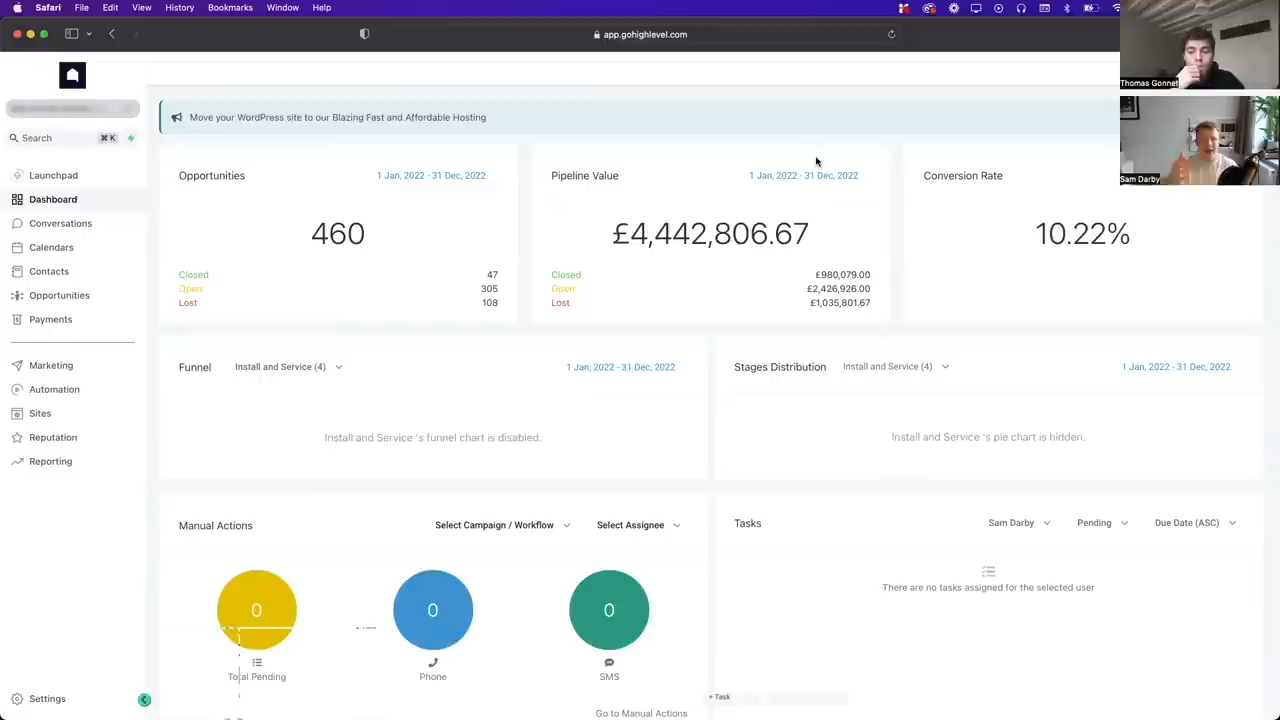 Bookmarks Window Help
app.gohighlevel.com
Thomas Gonnet
Sam Darby
Search ⌘K
Launchpad
Dashboard
Conversations
Calendars
Contacts
Opportunities
Payments
Marketing
Automation
Sites
Reputation
Reporting
Settings
Move your WordPress site to our Blazing Fast and Affordable Hosting
Opportunities 1 Jan, 2022 - 31 Dec, 2022
460
Closed 47
Open 305
Lost 108
Pipeline Value 1 Jan, 2022 - 31 Dec, 2022
£4,442,806.67
Closed £980,079.00
Open £2,426,926.00
Lost £1,035,801.67
Conversion Rate
10.22%
Funnel Install and Service (4) 1 Jan, 2022 - 31 Dec, 2022
Install and Service 's funnel chart is disabled.
Stages Distribution Install and Service (4) 1 Jan, 2022 - 31 Dec, 2022
Install and Service 's pie chart is hidden.
Manual Actions Select Campaign / Workflow Select Assignee
0 0 0
Total Pending Phone SMS
Go to Manual Actions
Tasks Sam Darby Pending Due Date (ASC)
There are no tasks assigned for the selected user
+ Task